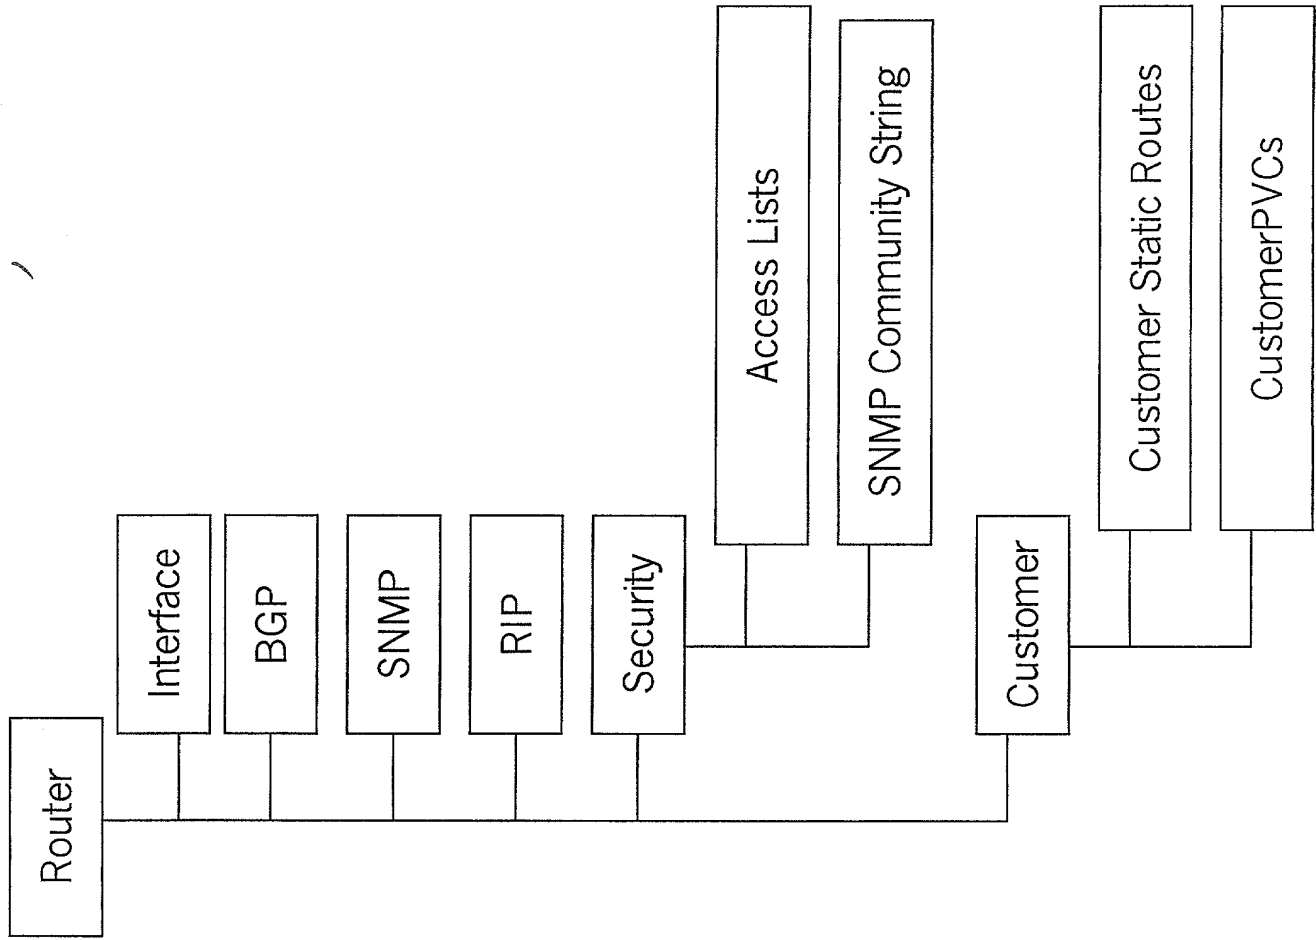 Router
Interface
BGP
SNMP
RIP
Security
Access Lists
SNMP Community String
Customer
Customer Static Routes
CustomerPVCs